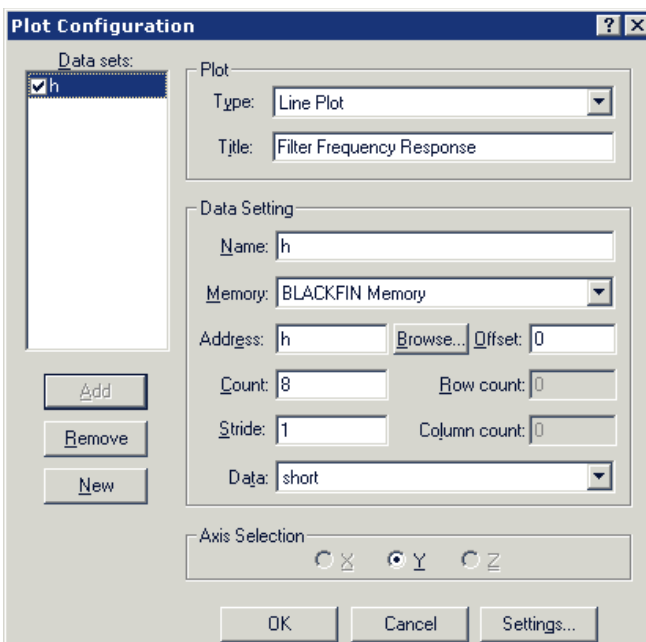 Plot Configuration
Data sets:
h
Plot
Type: Line Plot
Title: Filter Frequency Response
Data Setting
Name: h
Memory: BLACKFIN Memory
Address: h Browse... Offset: 0
Count: 8 Row count: 0
Stride: 1 Column count: 0
Data: short
Add
Remove
New
Axis Selection
X Y Z
OK Cancel Settings...